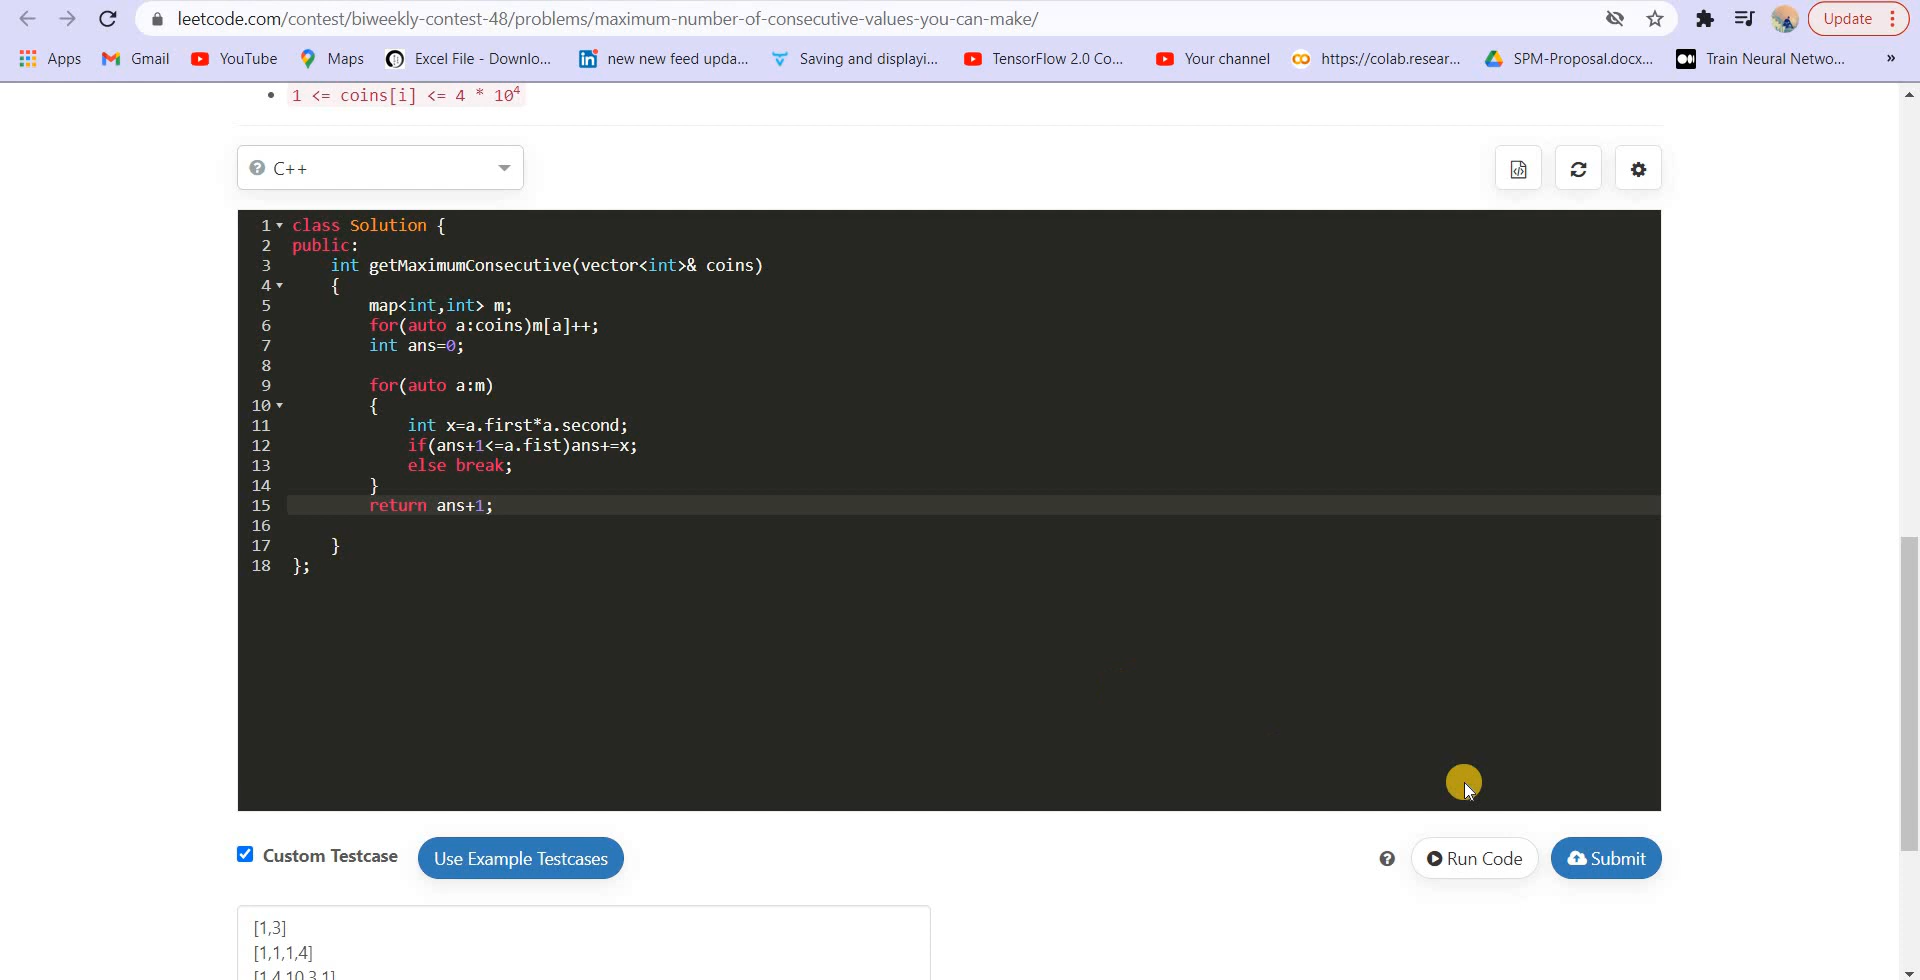 leetcode.com/contest/biweekly-contest-48/problems/maximum-number-of-consecutive-values-you-can-make/
Update
Apps Gmail YouTube Maps Excel File - Downlo... new new feed upda... Saving and displayi... TensorFlow 2.0 Co... Your channel https://colab.resear... SPM-Proposal.docx... Train Neural Netwo... »
• 1 <= coins[i] <= 4 * 10⁴
C++
1 class Solution {
2 public:
3 int getMaximumConsecutive(vector<int>& coins)
4 {
5 map<int,int> m;
6 for(auto a:coins)m[a]++;
7 int ans=0;
8
9 for(auto a:m)
10 {
11 int x=a.first*a.second;
12 if(ans+1<=a.fist)ans+=x;
13 else break;
14 }
15 return ans+1;
16
17 }
18 };
Custom Testcase Use Example Testcases Run Code Submit
[1,3]
[1,1,1,4]
[1,4,10,3,1]